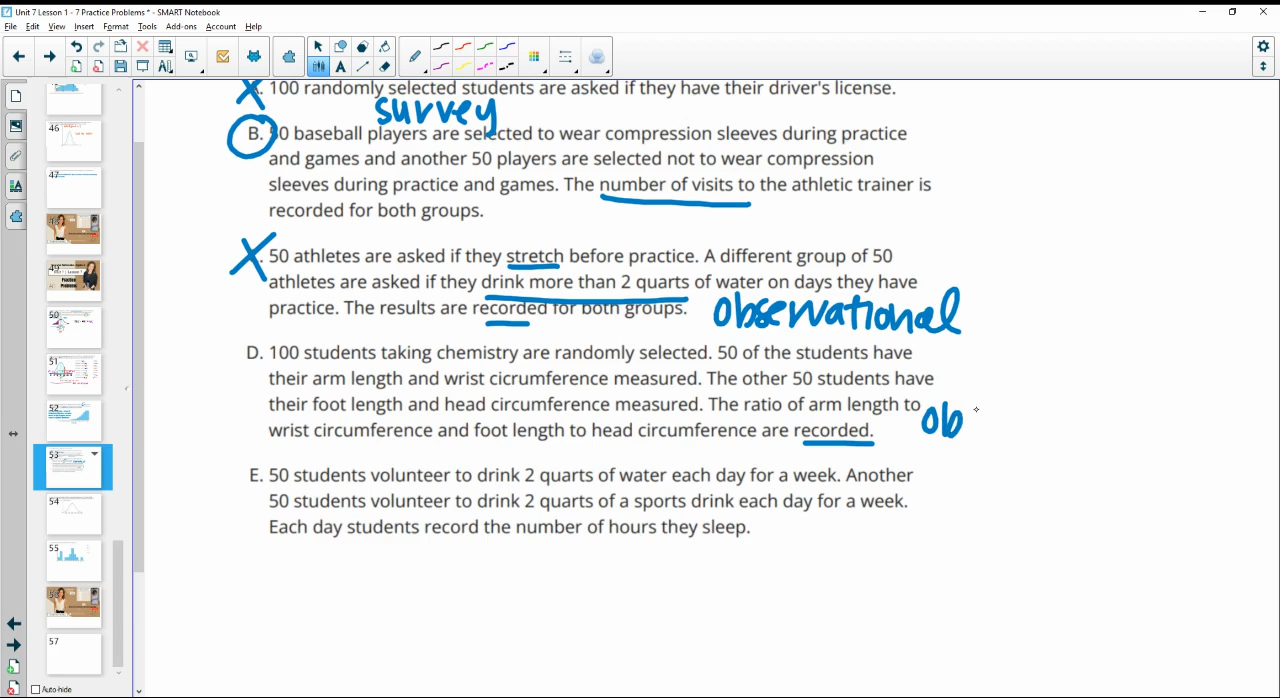 Unit 7 Lesson 1 - 7 Practice Problems * - SMART Notebook
File Edit View Insert Format Tools Add-ons Account Help
A. 100 randomly selected students are asked if they have their driver's license.
survey
B. 50 baseball players are selected to wear compression sleeves during practice
and games and another 50 players are selected not to wear compression
sleeves during practice and games. The number of visits to the athletic trainer is
recorded for both groups.
50 athletes are asked if they stretch before practice. A different group of 50
athletes are asked if they drink more than 2 quarts of water on days they have
practice. The results are recorded for both groups.
observational
D. 100 students taking chemistry are randomly selected. 50 of the students have
their arm length and wrist cicrumference measured. The other 50 students have
their foot length and head circumference measured. The ratio of arm length to
wrist circumference and foot length to head circumference are recorded.
ob
E. 50 students volunteer to drink 2 quarts of water each day for a week. Another
50 students volunteer to drink 2 quarts of a sports drink each day for a week.
Each day students record the number of hours they sleep.
46
47
49
50
51
52
53
54
55
57
Auto-hide